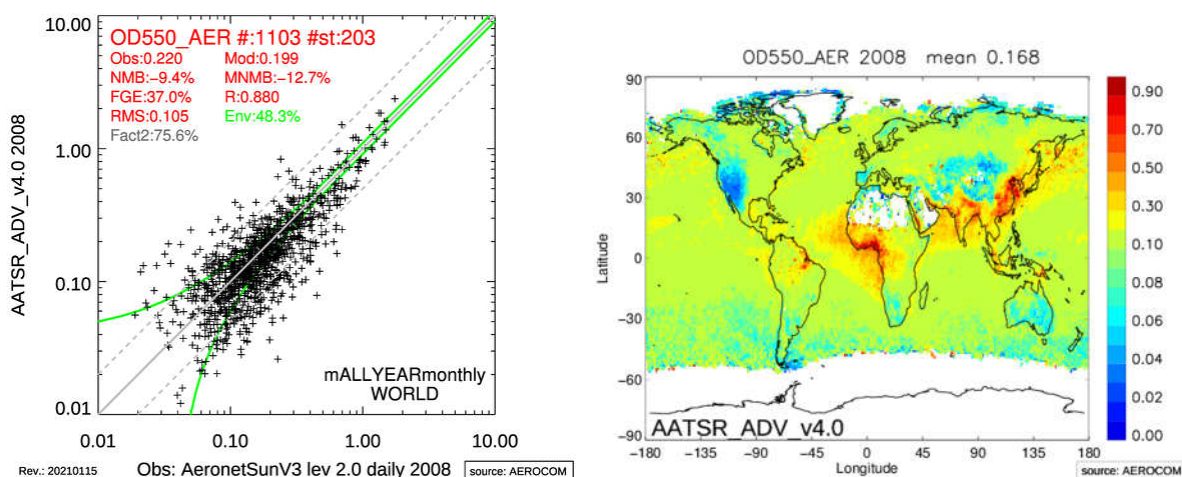 10.00
OD550_AER #:1103 #st:203
Obs:0.220 Mod:0.199
NMB:−9.4% MNMB:−12.7%
FGE:37.0% R:0.880
RMS:0.105 Env:48.3%
Fact2:75.6%
1.00
0.10
0.01
AATSR_ADV_v4.0 2008
mALLYEARmonthly
WORLD
0.01 0.10 1.00 10.00
Rev.: 20210115 Obs: AeronetSunV3 lev 2.0 daily 2008 source: AEROCOM
OD550_AER 2008 mean 0.168
90
60
30
0
−30
−60
−90
Latitude
AATSR_ADV_v4.0
−180 −135 −90 −45 0 45 90 135 180
Longitude
0.90
0.70
0.50
0.30
0.20
0.10
0.08
0.06
0.04
0.02
0.00
source: AEROCOM